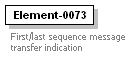 Element-0073
First/last sequence message
transfer indication